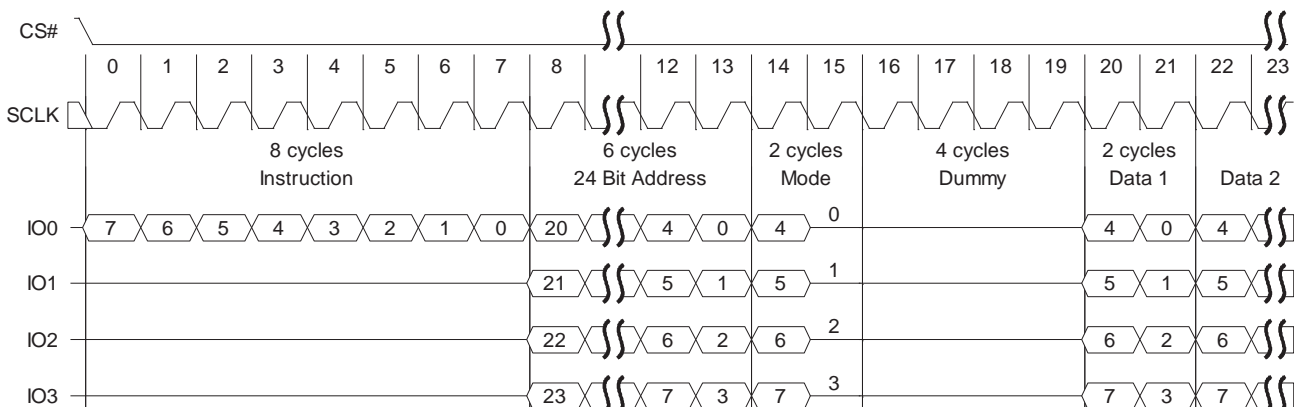 CS#
0 1 2 3 4 5 6 7 8 12 13 14 15 16 17 18 19 20 21 22 23
SCLK
8 cycles 6 cycles 2 cycles 4 cycles 2 cycles
Instruction 24 Bit Address Mode Dummy Data 1 Data 2
IO0 7 6 5 4 3 2 1 0 20 4 0 4 0 4 0 4
IO1 21 5 1 5 1 5 1 5
IO2 22 6 2 6 2 6 2 6
IO3 23 7 3 7 3 7 3 7